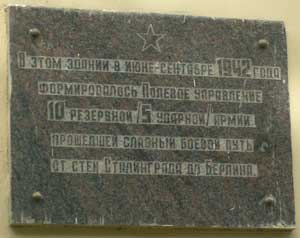 В ЭТОМ ЗДАНИИ В ИЮНЕ-СЕНТЯБРЕ 1942 ГОДА
ФОРМИРОВАЛОСЬ ПОЛЕВОЕ УПРАВЛЕНИЕ
10 РЕЗЕРВНОЙ /5 УДАРНОЙ/ АРМИИ
ПРОШЕДШЕЙ СЛАВНЫЙ БОЕВОЙ ПУТЬ
ОТ СТЕН СТАЛИНГРАДА ДО БЕРЛИНА.